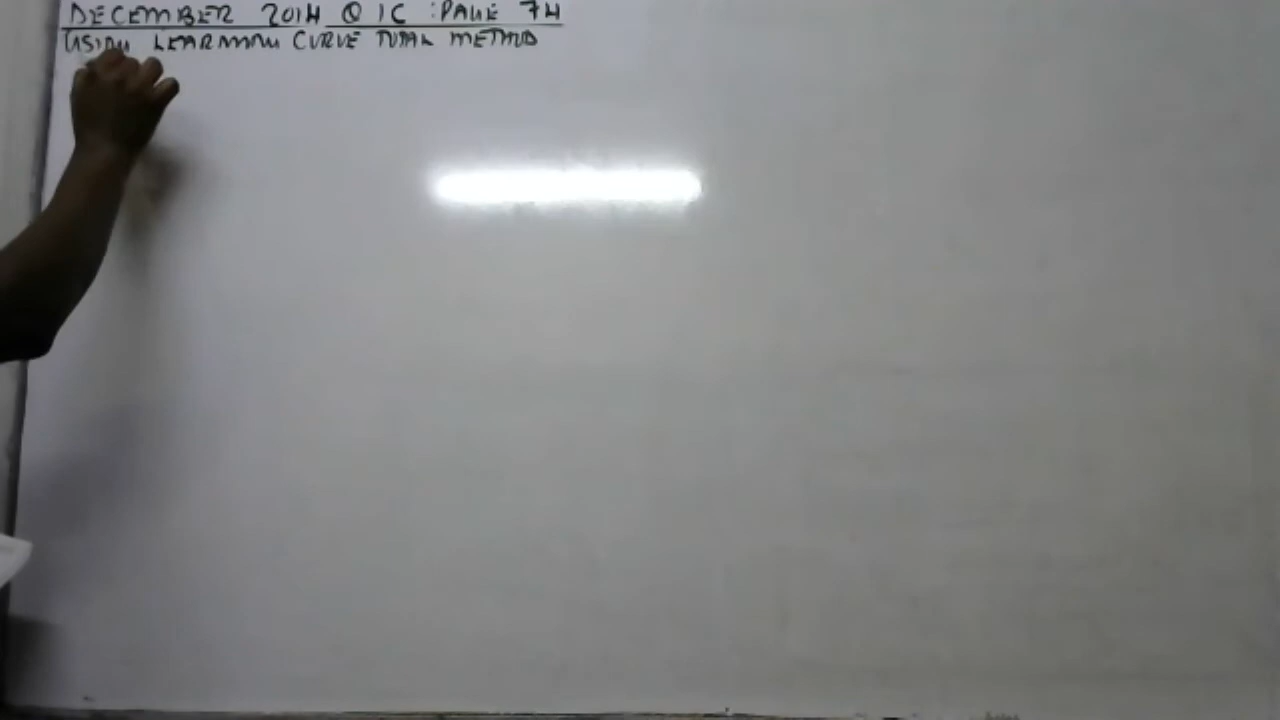 DECEMBER 2014 Q 1C : PAGE 74
USING LEARNING CURVE TOTAL METHOD